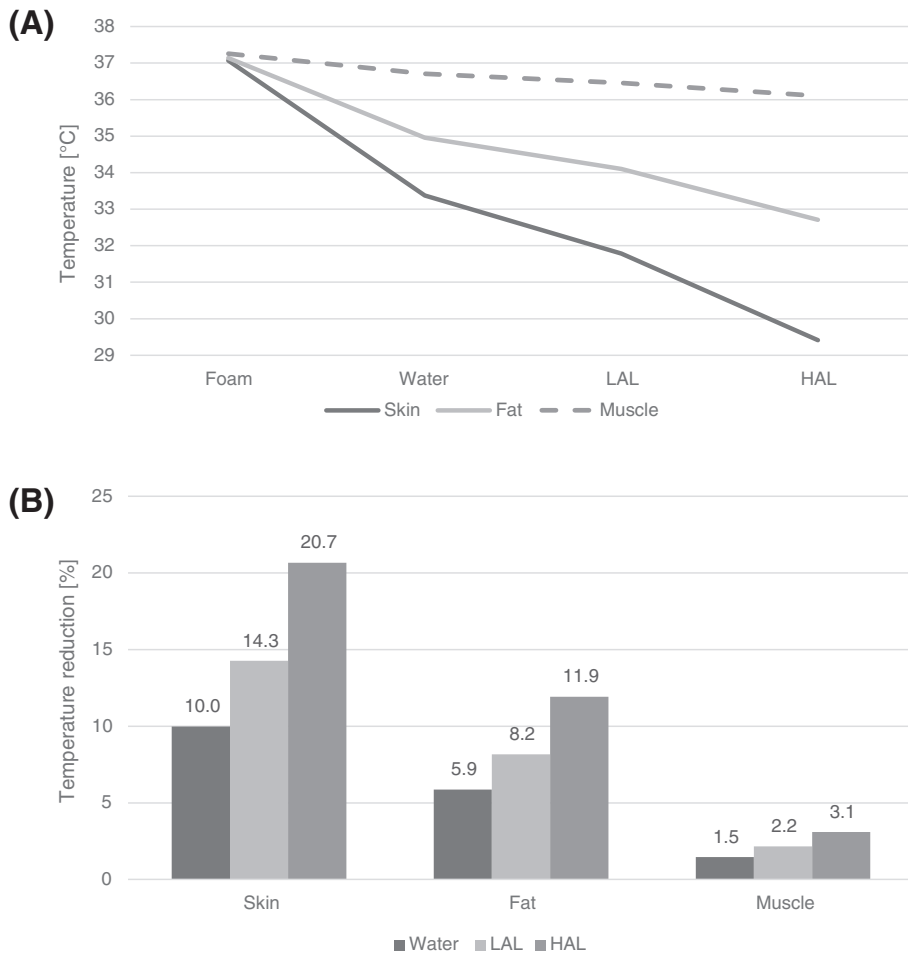 (A)
Temperature [°C]
38
37
36
35
34
33
32
31
30
29
Foam Water LAL HAL
Skin Fat Muscle
(B)
Temperature reduction [%]
25
20
15
10
5
0
10.0 14.3 20.7
5.9 8.2 11.9
1.5 2.2 3.1
Skin Fat Muscle
Water LAL HAL